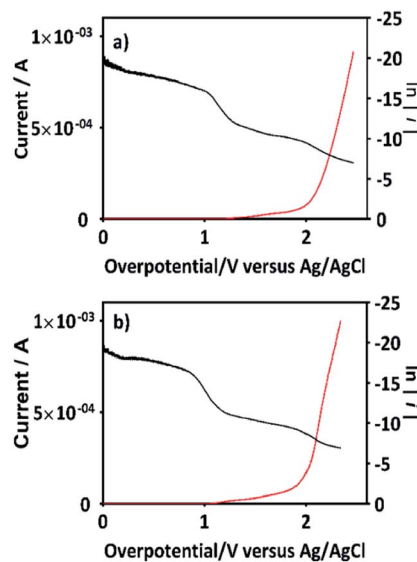 1×10⁻⁰³
5×10⁻⁰⁴
0
Current / A
a)
-25
-20
-15
-10
-5
0
0 1 2
Overpotential/V versus Ag/AgCl
1×10⁻⁰³
5×10⁻⁰⁴
0
Current / A
b)
-25
-20
-15
-10
-5
0
0 1 2
Overpotential/V versus Ag/AgCl